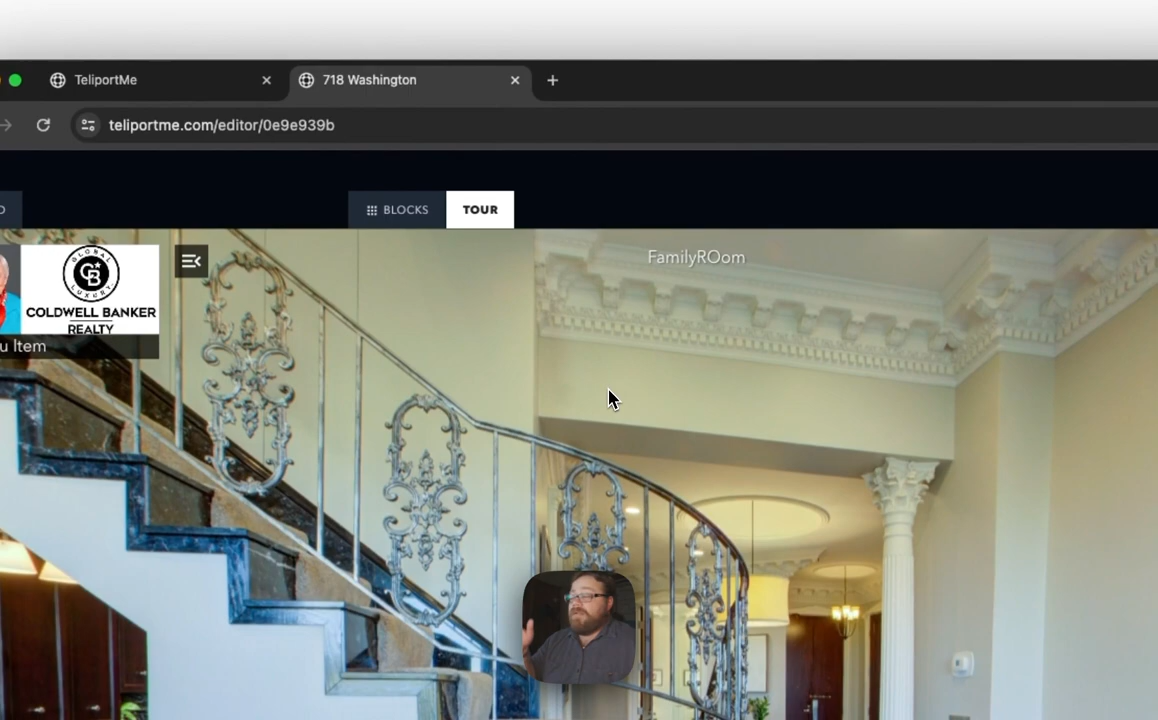 TeliportMe
718 Washington
teliportme.com/editor/0e9e939b
BLOCKS
TOUR
FamilyROom
GLOBAL
CB
LUXURY
COLDWELL BANKER
REALTY
u Item